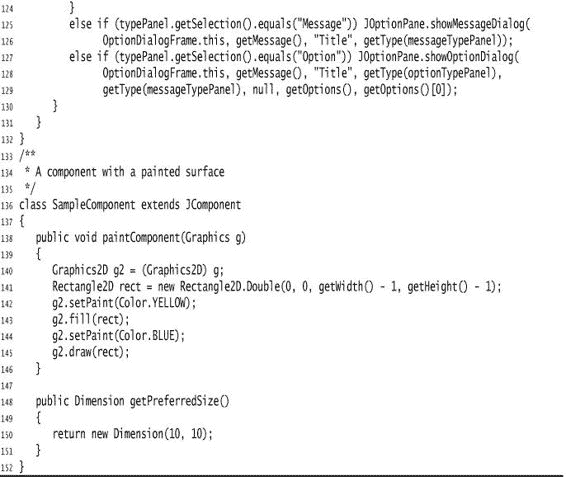 124          }
125          else if (typePanel.getSelection().equals("Message")) JOptionPane.showMessageDialog(
126                OptionDialogFrame.this, getMessage(), "Title", getType(messageTypePanel));
127          else if (typePanel.getSelection().equals("Option")) JOptionPane.showOptionDialog(
128                OptionDialogFrame.this, getMessage(), "Title", getType(optionTypePanel),
129                getType(messageTypePanel), null, getOptions(), getOptions()[0]);
130       }
131    }
132 }
133 /**
134  * A component with a painted surface
135  */
136 class SampleComponent extends JComponent
137 {
138    public void paintComponent(Graphics g)
139    {
140       Graphics2D g2 = (Graphics2D) g;
141       Rectangle2D rect = new Rectangle2D.Double(0, 0, getWidth() - 1, getHeight() - 1);
142       g2.setPaint(Color.YELLOW);
143       g2.fill(rect);
144       g2.setPaint(Color.BLUE);
145       g2.draw(rect);
146    }
147
148    public Dimension getPreferredSize()
149    {
150       return new Dimension(10, 10);
151    }
152 }